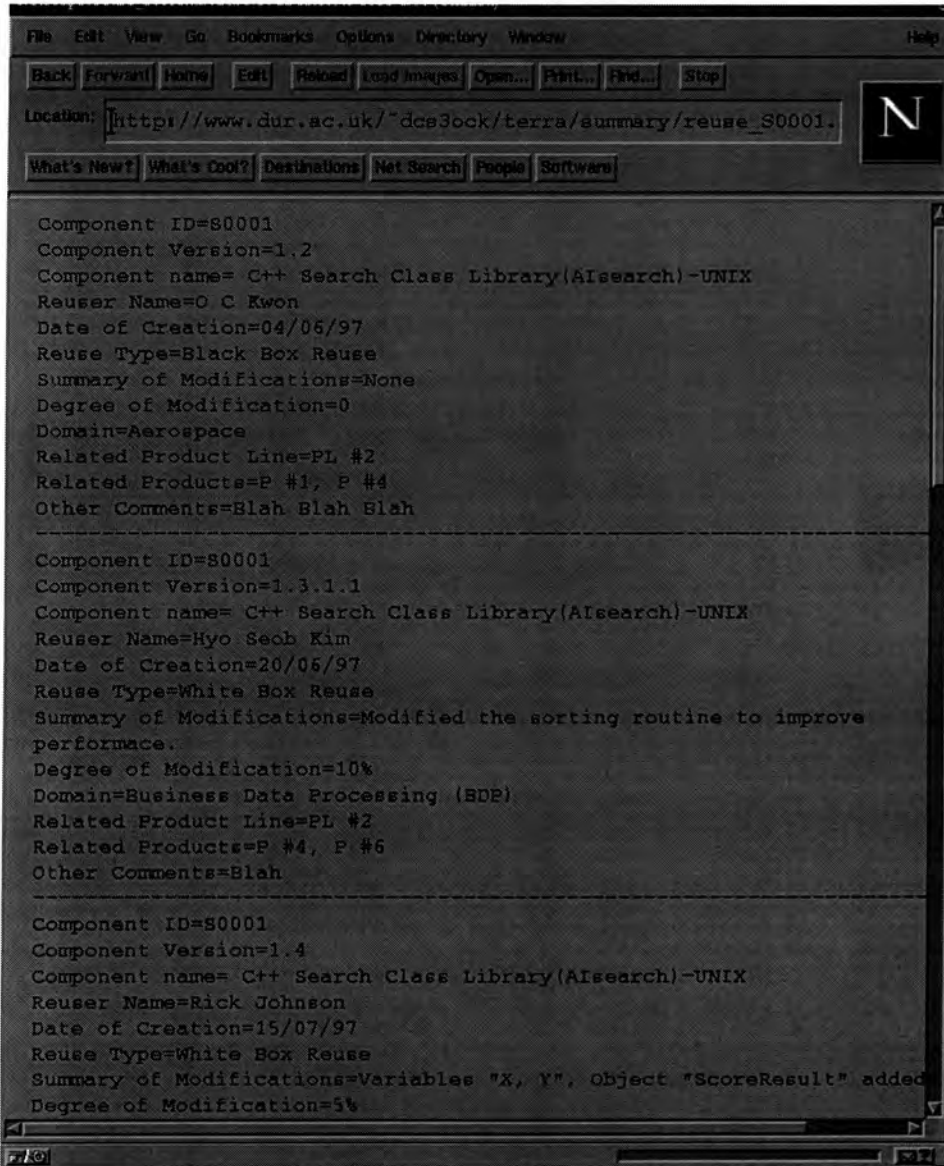 File Edit View Go Bookmarks Options Directory Window Help
Back Forward Home Edit Reload Load Images Open... Print... Find... Stop
Location: http://www.dur.ac.uk/~dcs3ock/terra/summary/reuse_S0001.
N
What's New? What's Cool? Destinations Net Search People Software
Component ID=S0001
Component Version=1.2
Component name= C++ Search Class Library(AIsearch)-UNIX
Reuser Name=O C Kwon
Date of Creation=04/06/97
Reuse Type=Black Box Reuse
Summary of Modifications=None
Degree of Modification=0
Domain=Aerospace
Related Product Line=PL #2
Related Products=P #1, P #4
Other Comments=Blah Blah Blah
Component ID=S0001
Component Version=1.3.1.1
Component name= C++ Search Class Library(AIsearch)-UNIX
Reuser Name=Hyo Seob Kim
Date of Creation=20/06/97
Reuse Type=White Box Reuse
Summary of Modifications=Modified the sorting routine to improve
performace.
Degree of Modification=10%
Domain=Business Data Processing (BDP)
Related Product Line=PL #2
Related Products=P #4, P #6
Other Comments=Blah
Component ID=S0001
Component Version=1.4
Component name= C++ Search Class Library(AIsearch)-UNIX
Reuser Name=Rick Johnson
Date of Creation=15/07/97
Reuse Type=White Box Reuse
Summary of Modifications=Variables "X, Y", Object "ScoreResult" added
Degree of Modification=5%